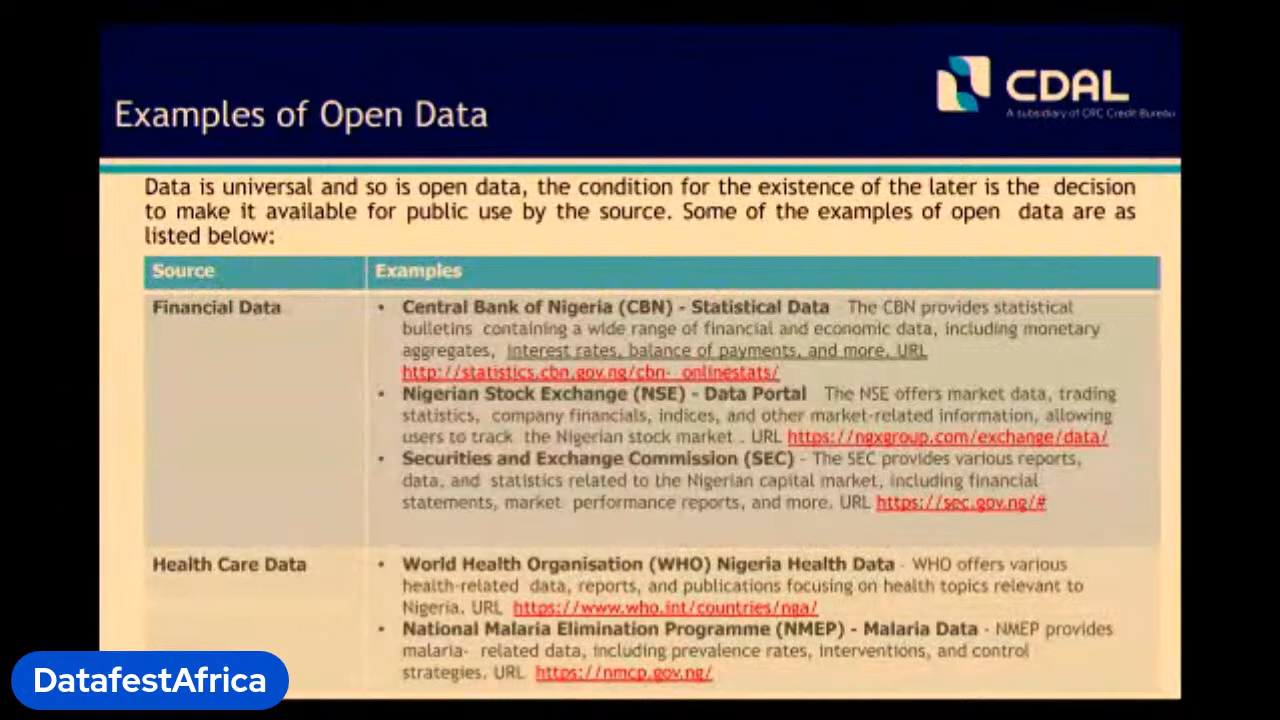 Examples of Open Data
CDAL
A subsidiary of CRC Credit Bureau
Data is universal and so is open data, the condition for the existence of the later is the decision
to make it available for public use by the source. Some of the examples of open data are as
listed below:
Source Examples
Financial Data
• Central Bank of Nigeria (CBN) - Statistical Data The CBN provides statistical
bulletins containing a wide range of financial and economic data, including monetary
aggregates, interest rates, balance of payments, and more. URL
http://statistics.cbn.gov.ng/cbn- onlinestats/
• Nigerian Stock Exchange (NSE) - Data Portal The NSE offers market data, trading
statistics, company financials, indices, and other market-related information, allowing
users to track the Nigerian stock market . URL https://ngxgroup.com/exchange/data/
• Securities and Exchange Commission (SEC) - The SEC provides various reports,
data, and statistics related to the Nigerian capital market, including financial
statements, market performance reports, and more. URL https://sec.gov.ng/#
Health Care Data
• World Health Organisation (WHO) Nigeria Health Data - WHO offers various
health-related data, reports, and publications focusing on health topics relevant to
Nigeria. URL https://www.who.int/countries/nga/
• National Malaria Elimination Programme (NMEP) - Malaria Data - NMEP provides
malaria- related data, including prevalence rates, interventions, and control
strategies. URL https://nmcp.gov.ng/
DatafestAfrica